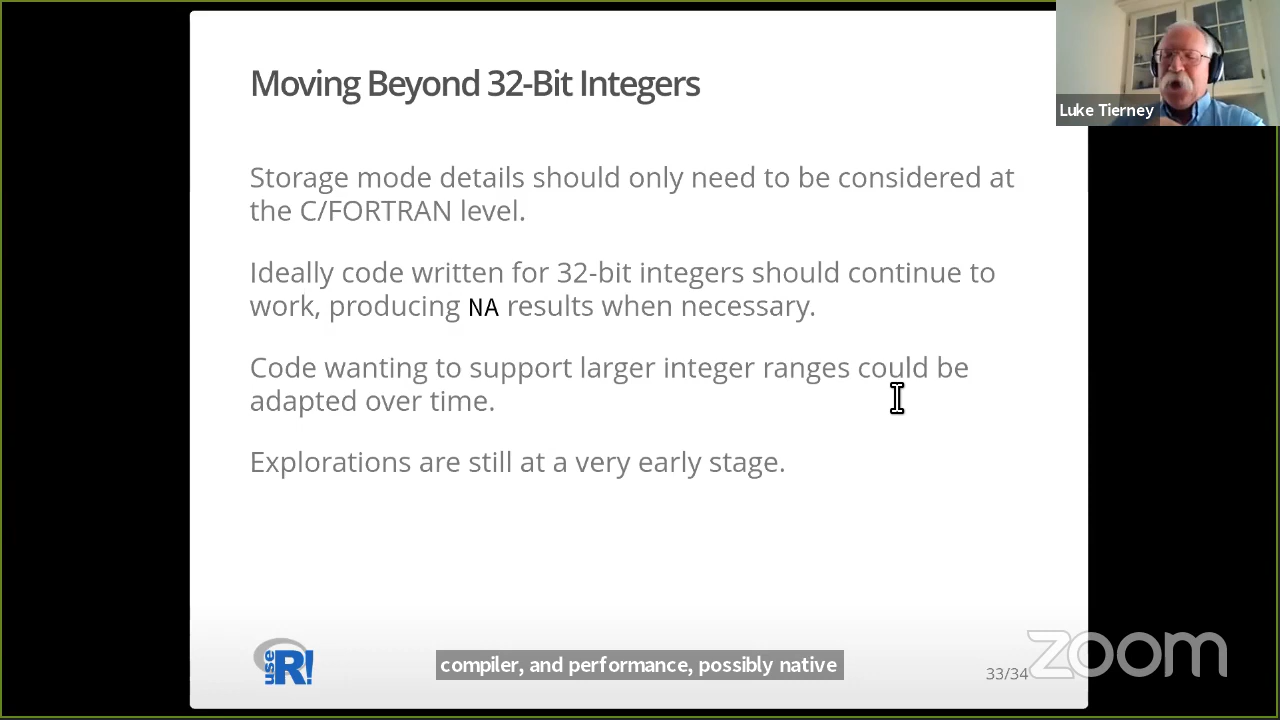 Moving Beyond 32-Bit Integers
Luke Tierney
Storage mode details should only need to be considered at
the C/FORTRAN level.
Ideally code written for 32-bit integers should continue to
work, producing NA results when necessary.
Code wanting to support larger integer ranges could be
adapted over time.
Explorations are still at a very early stage.
use R!
compiler, and performance, possibly native
33/34
zoom